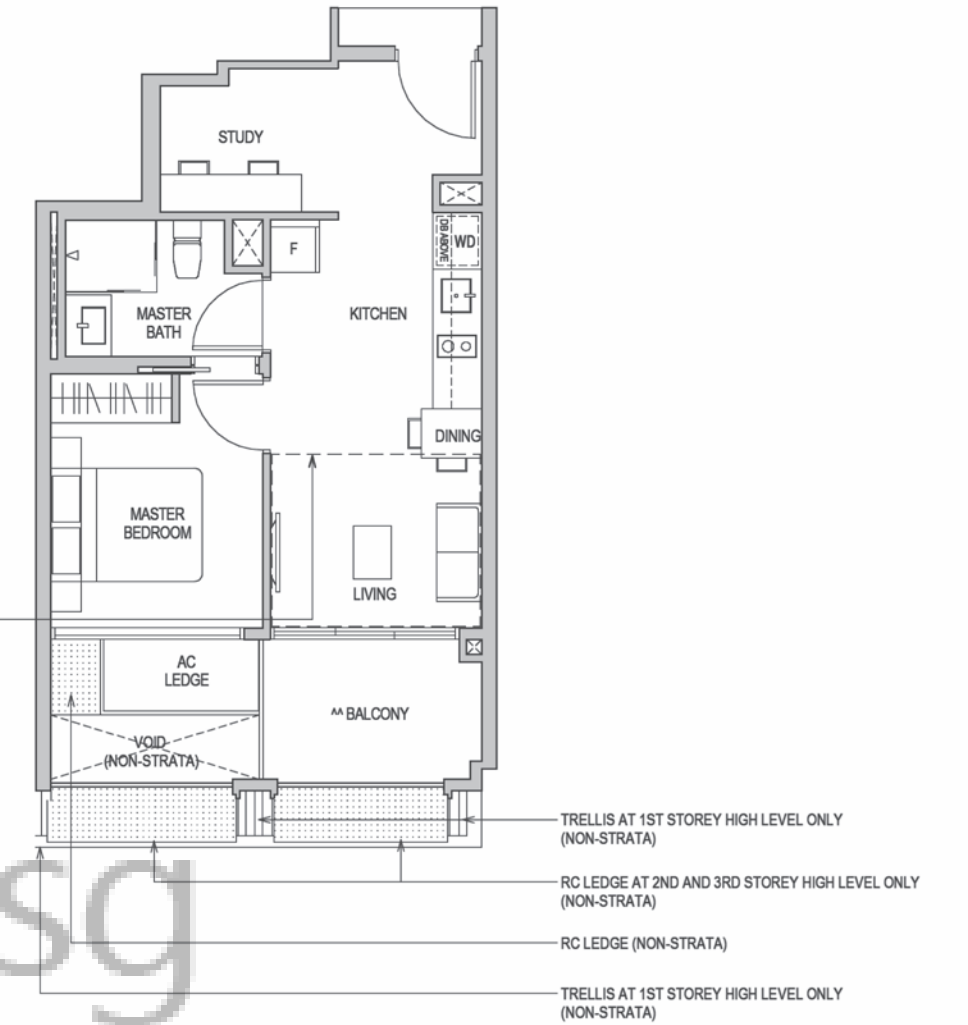 STUDY
F
DB ABOVE
WD
MASTER
BATH
KITCHEN
DINING
MASTER
BEDROOM
LIVING
AC
LEDGE
^^ BALCONY
VOID
(NON-STRATA)
TRELLIS AT 1ST STOREY HIGH LEVEL ONLY
(NON-STRATA)
RC LEDGE AT 2ND AND 3RD STOREY HIGH LEVEL ONLY
(NON-STRATA)
RC LEDGE (NON-STRATA)
TRELLIS AT 1ST STOREY HIGH LEVEL ONLY
(NON-STRATA)
sg